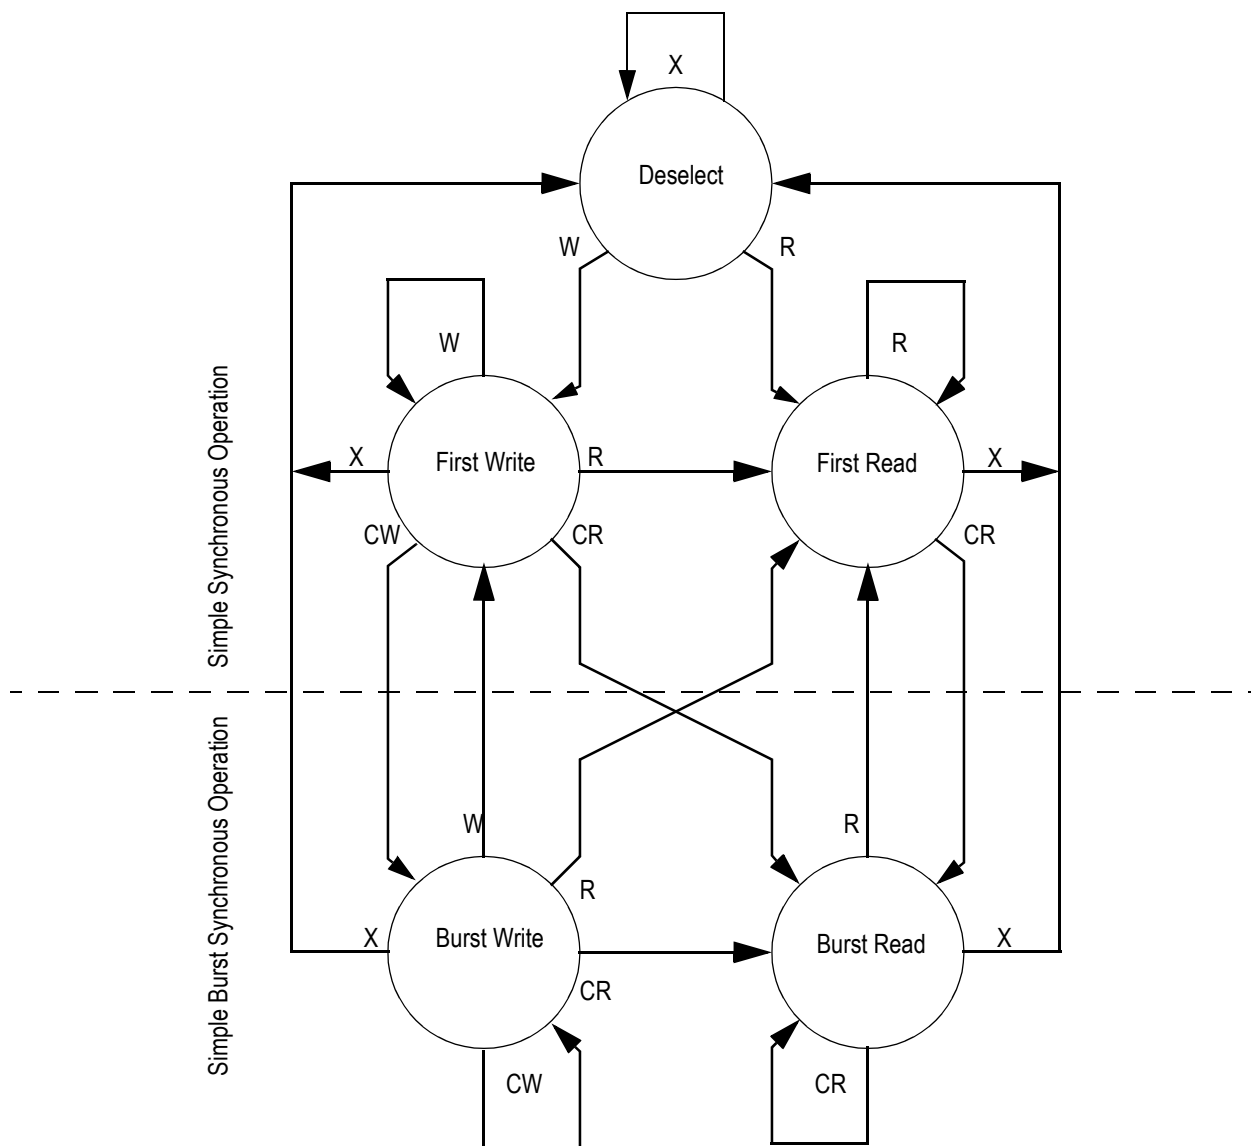 X
Deselect
W
R
W
R
X
First Write
R
First Read
X
CW
CR
CR
Simple Synchronous Operation
Simple Burst Synchronous Operation
W
R
R
X
Burst Write
Burst Read
X
CR
CW
CR